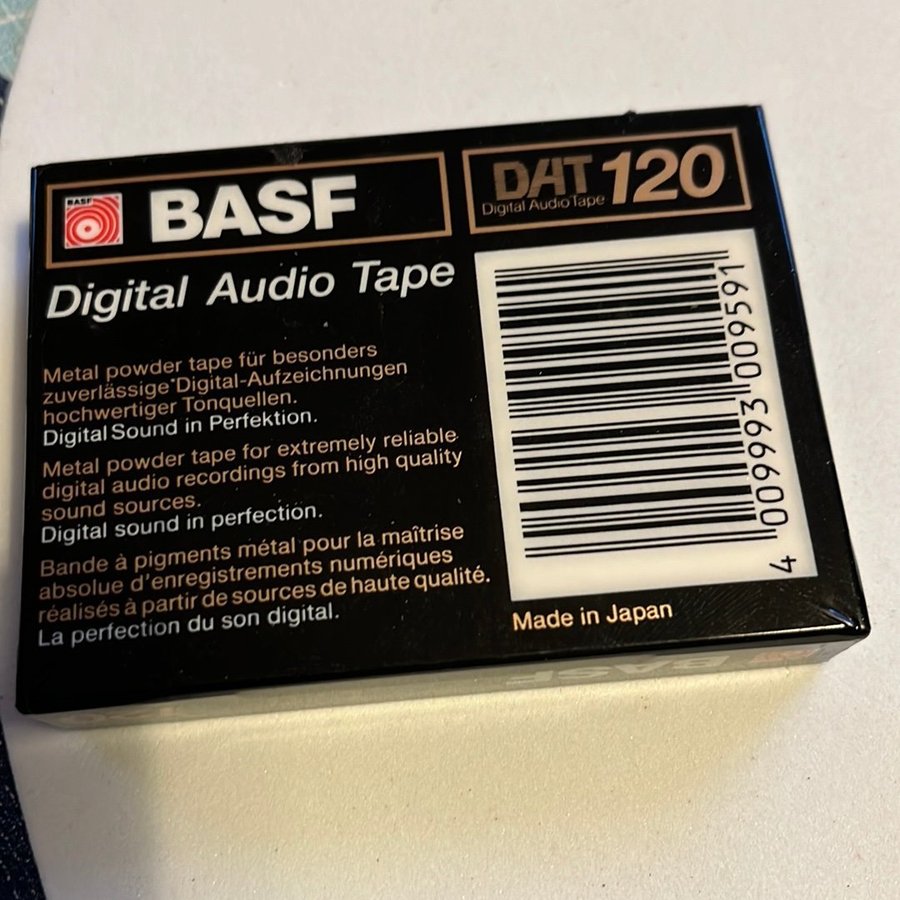 BASF
BASF
DAT 120
Digital Audio Tape
Digital Audio Tape
Metal powder tape für besonders
zuverlässige Digital-Aufzeichnungen
hochwertiger Tonquellen.
Digital Sound in Perfektion.
Metal powder tape for extremely reliable
digital audio recordings from high quality
sound sources.
Digital sound in perfection.
Bande à pigments métal pour la maîtrise
absolue d'enregistrements numériques
réalisés à partir de sources de haute qualité.
La perfection du son digital.
4 009993 009591
Made in Japan
BASF